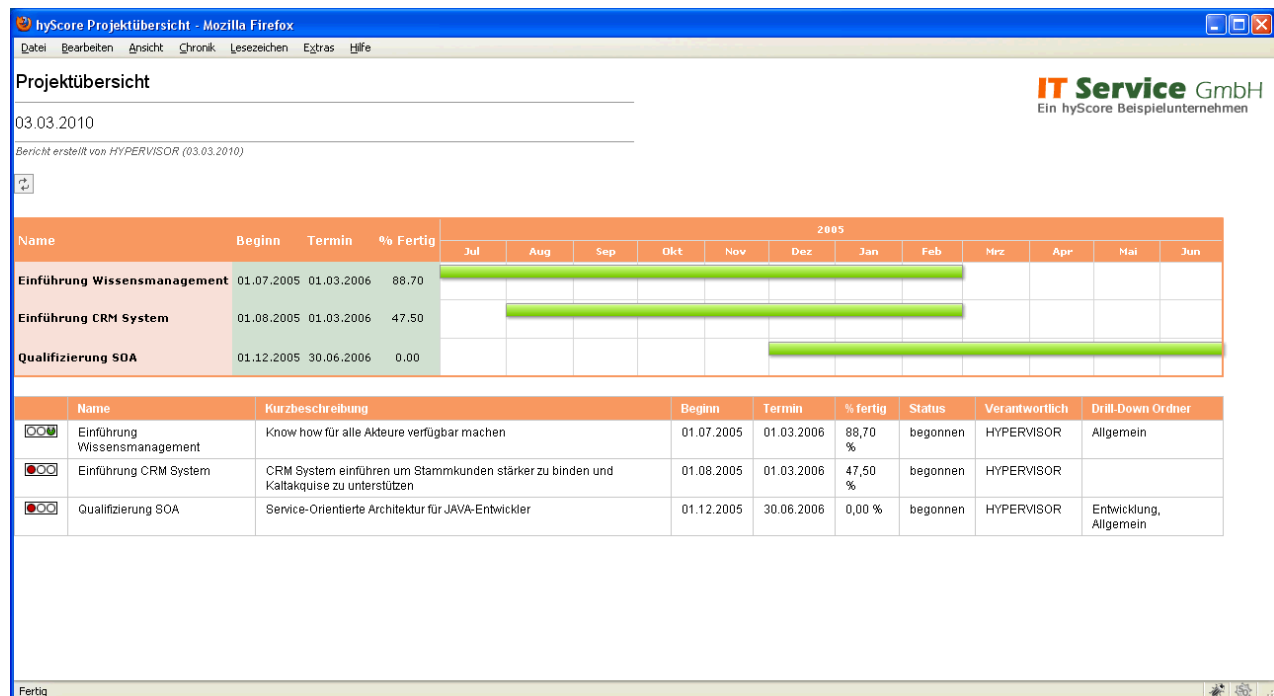 hyScore Projektübersicht - Mozilla Firefox
Datei Bearbeiten Ansicht Chronik Lesezeichen Extras Hilfe
Projektübersicht
IT Service GmbH
Ein hyScore Beispielunternehmen
03.03.2010
Bericht erstellt von HYPERVISOR (03.03.2010)
Name Beginn Termin % Fertig 2005
Jul Aug Sep Okt Nov Dez Jan Feb Mrz Apr Mai Jun
Einführung Wissensmanagement 01.07.2005 01.03.2006 88.70
Einführung CRM System 01.08.2005 01.03.2006 47.50
Qualifizierung SOA 01.12.2005 30.06.2006 0.00
Name Kurzbeschreibung Beginn Termin % fertig Status Verantwortlich Drill-Down Ordner
Einführung Know how für alle Akteure verfügbar machen 01.07.2005 01.03.2006 88,70 begonnen HYPERVISOR Allgemein
Wissensmanagement %
Einführung CRM System CRM System einführen um Stammkunden stärker zu binden und 01.08.2005 01.03.2006 47,50 begonnen HYPERVISOR
Kaltakquise zu unterstützen %
Qualifizierung SOA Service-Orientierte Architektur für JAVA-Entwickler 01.12.2005 30.06.2006 0,00 % begonnen HYPERVISOR Entwicklung,
Allgemein
Fertig